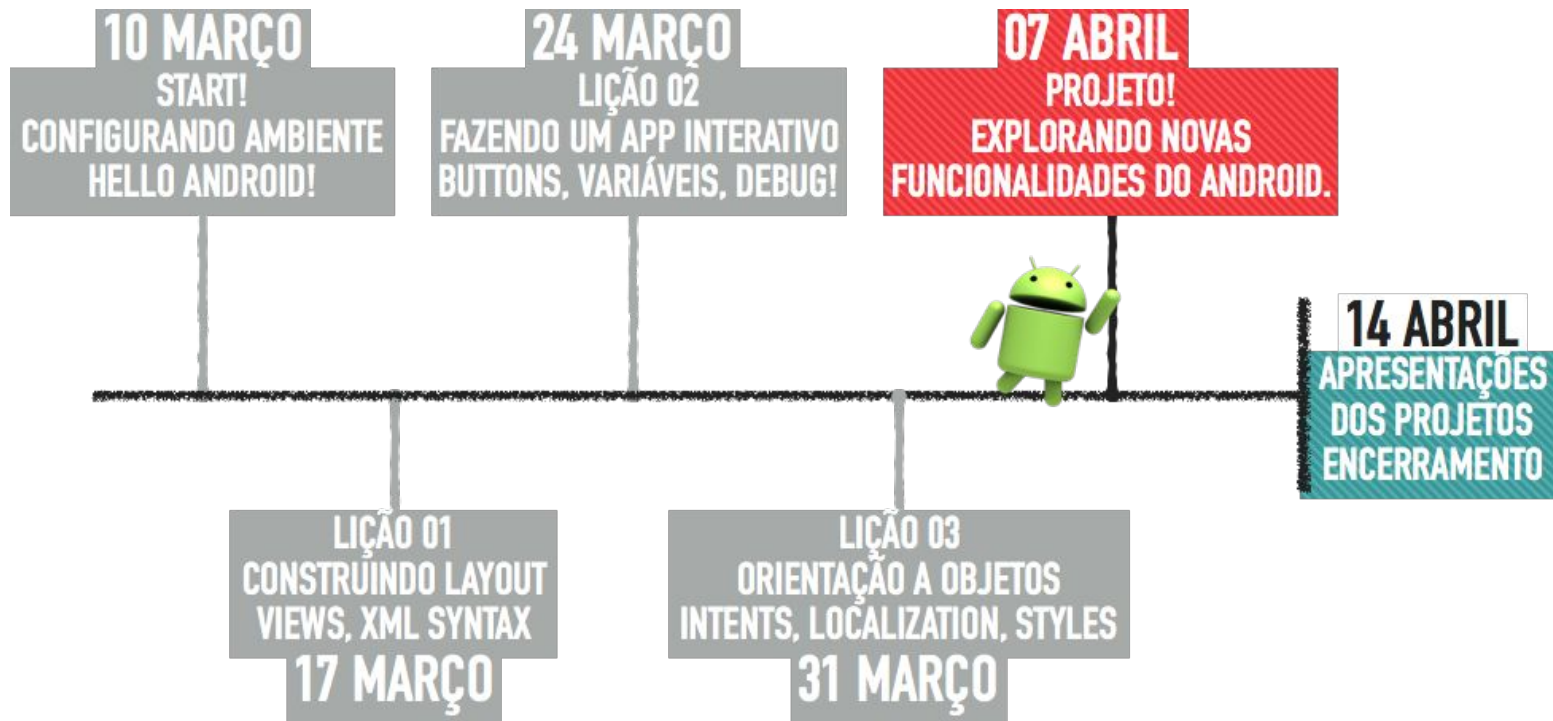 10 MARÇO
START!
CONFIGURANDO AMBIENTE
HELLO ANDROID!
24 MARÇO
LIÇÃO 02
FAZENDO UM APP INTERATIVO
BUTTONS, VARIÁVEIS, DEBUG!
07 ABRIL
PROJETO!
EXPLORANDO NOVAS
FUNCIONALIDADES DO ANDROID.
14 ABRIL
APRESENTAÇÕES
DOS PROJETOS
ENCERRAMENTO
LIÇÃO 01
CONSTRUINDO LAYOUT
VIEWS, XML SYNTAX
17 MARÇO
LIÇÃO 03
ORIENTAÇÃO A OBJETOS
INTENTS, LOCALIZATION, STYLES
31 MARÇO